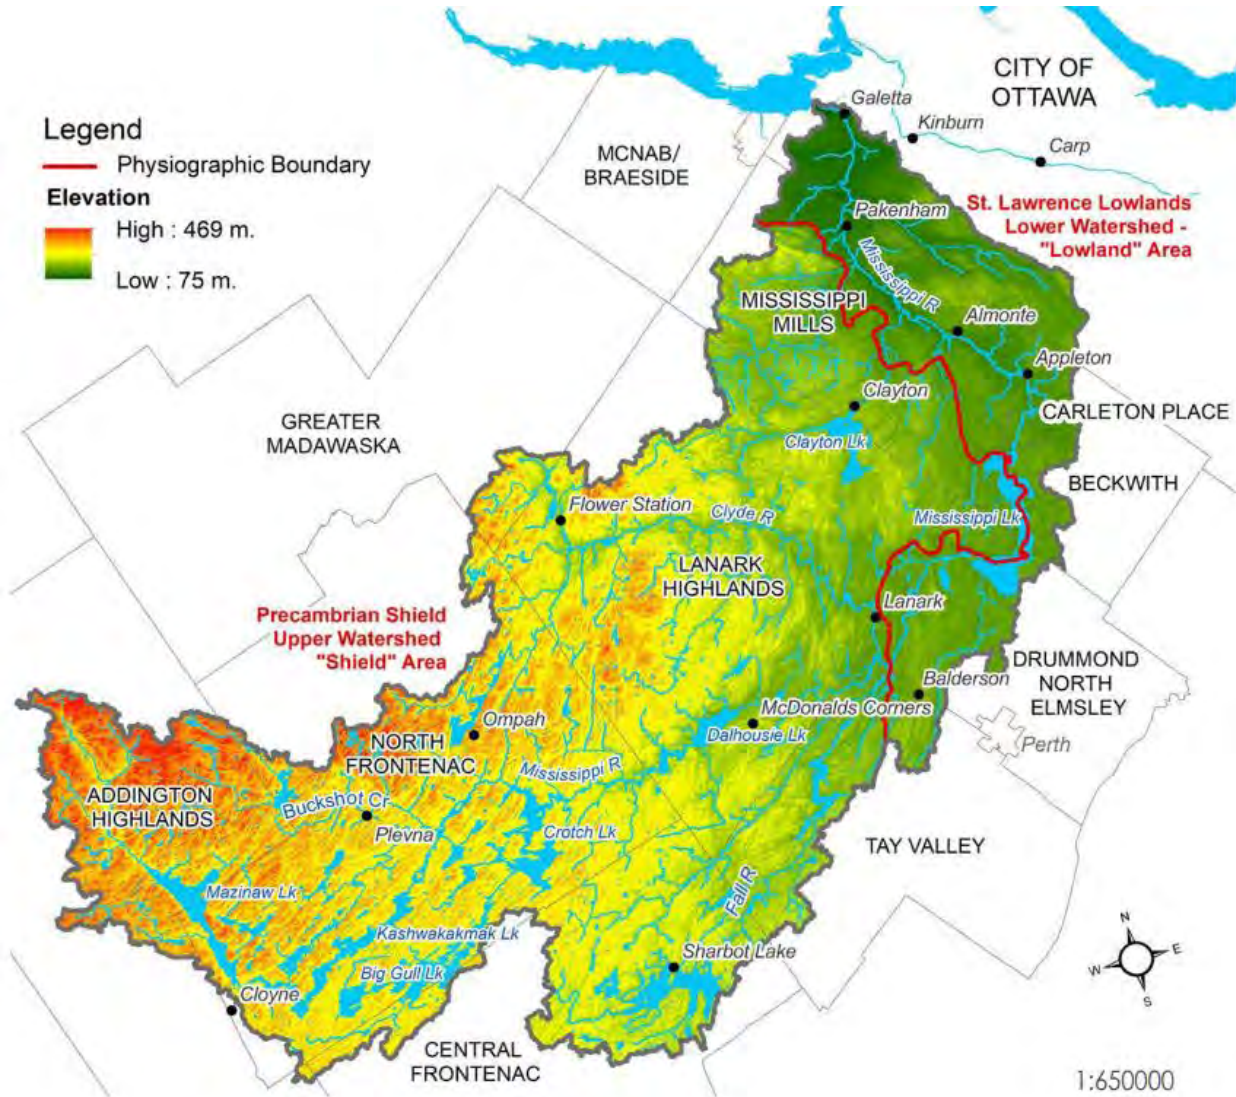 CITY OF
OTTAWA
Galetta
Kinburn
Carp
Legend
Physiographic Boundary
Elevation
High : 469 m.
Low : 75 m.
MCNAB/
BRAESIDE
St. Lawrence Lowlands
Lower Watershed -
"Lowland" Area
Pakenham
Mississippi R
MISSISSIPPI
MILLS
Almonte
Appleton
Clayton
CARLETON PLACE
GREATER
MADAWASKA
Clayton Lk
BECKWITH
Flower Station
Clyde R
Mississippi Lk
LANARK
HIGHLANDS
Precambrian Shield
Upper Watershed
"Shield" Area
Lanark
DRUMMOND
NORTH
ELMSLEY
Balderson
McDonalds Corners
Ompah
Dalhousie Lk
Perth
NORTH
FRONTENAC
Mississippi R
ADDINGTON
HIGHLANDS
Buckshot Cr
Plevna
Crotch Lk
TAY VALLEY
Mazinaw Lk
Fall R
Kashwakakmak Lk
Sharbot Lake
Big Gull Lk
Cloyne
N
E
W
S
CENTRAL
FRONTENAC
1:650000